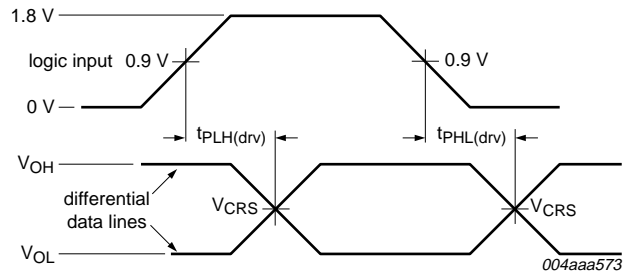 1.8 V
logic input 0.9 V
0.9 V
0 V
tPLH(drv)
tPHL(drv)
VOH
differential
data lines
VCRS
VCRS
VOL
004aaa573